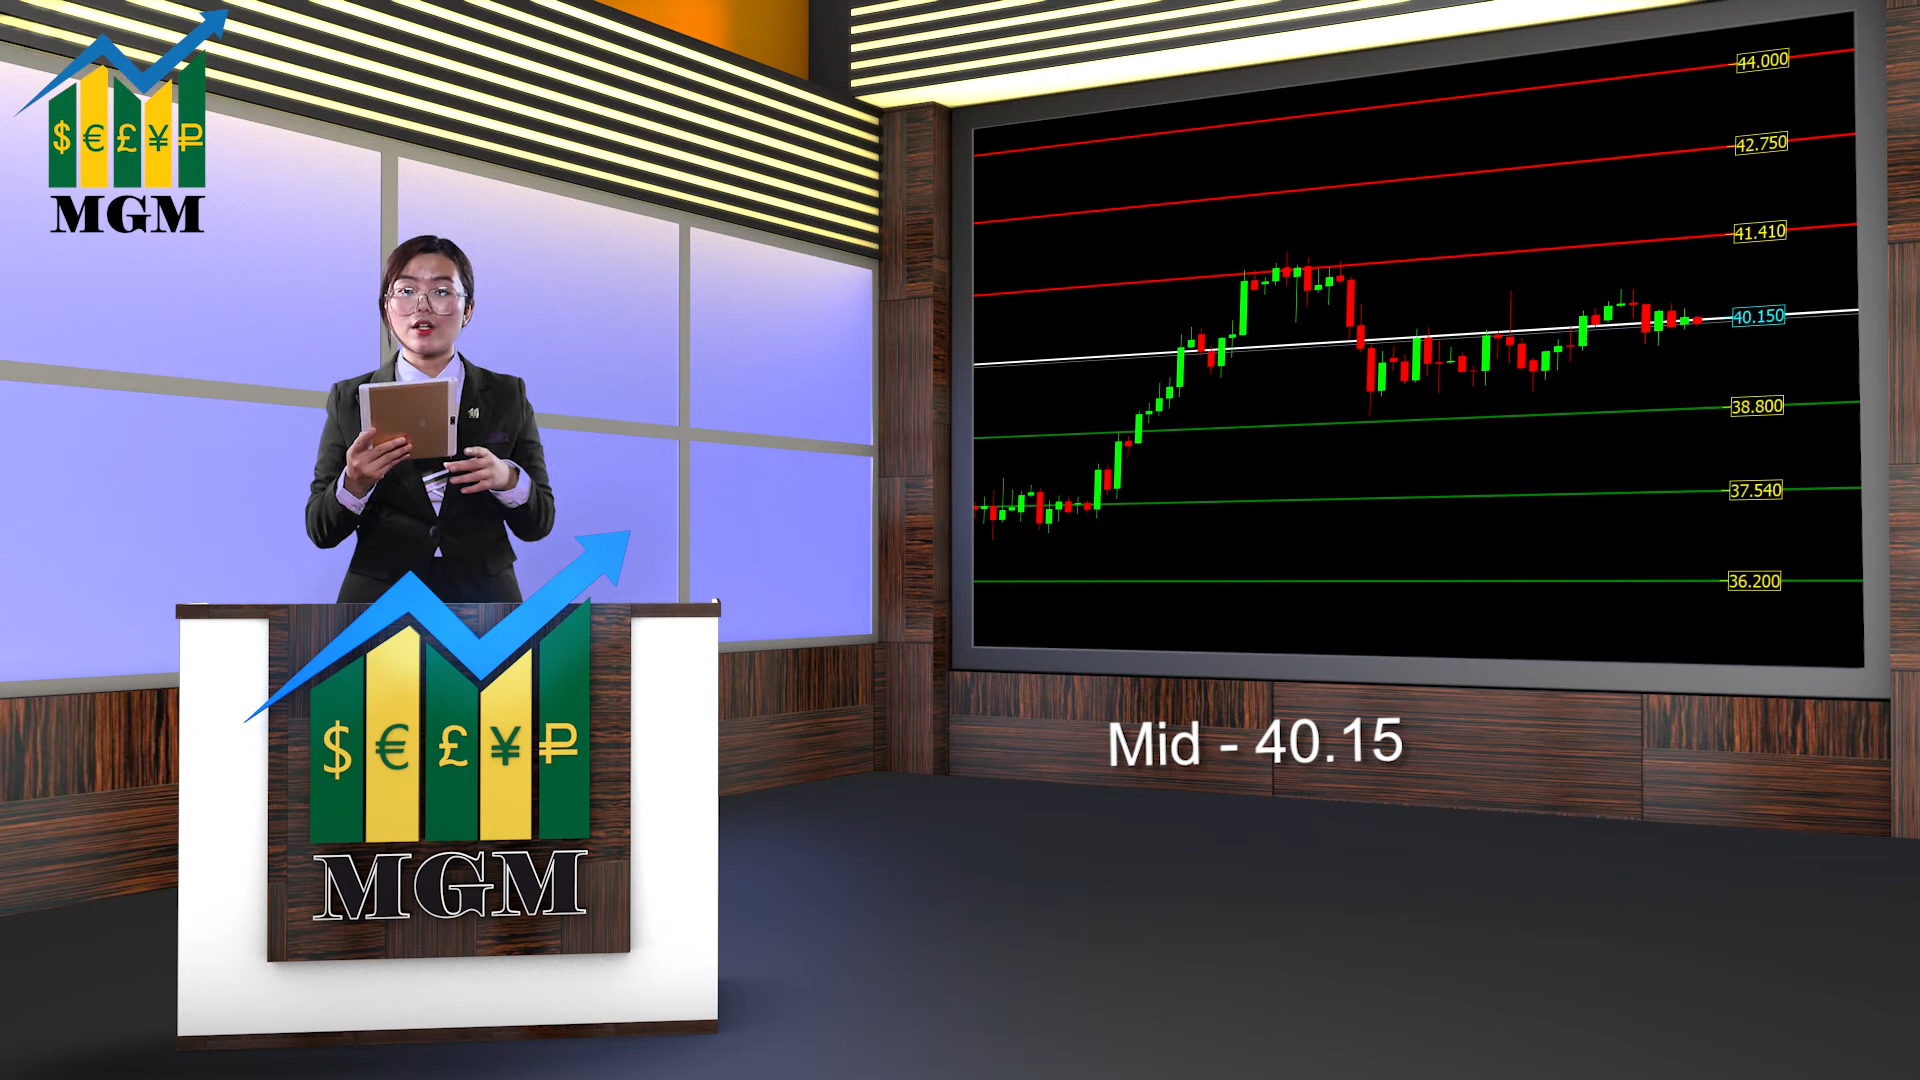 $ € £ ¥ ₽
MGM
44.000
42.750
41.410
40.150
38.800
37.540
36.200
Mid - 40.15
$ € £ ¥ ₽
MGM